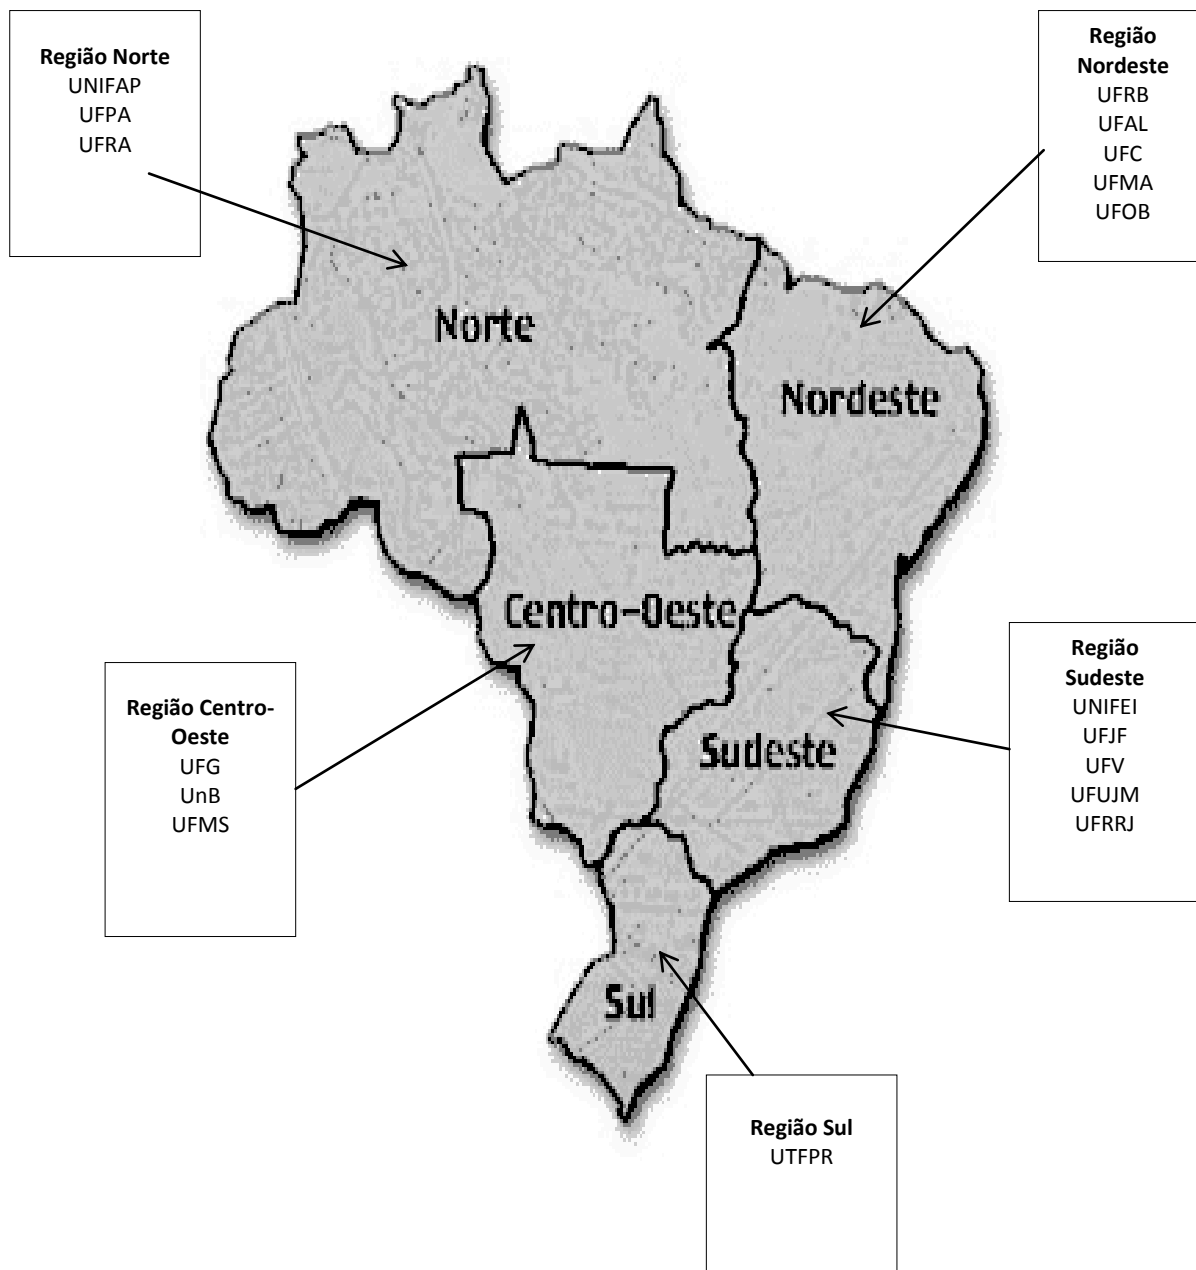 Região Norte
UNIFAP
UFPA
UFRA
Região
Nordeste
UFRB
UFAL
UFC
UFMA
UFOB
Norte
Nordeste
Centro-Oeste
Sudeste
Sul
Região Centro-
Oeste
UFG
UnB
UFMS
Região
Sudeste
UNIFEI
UFJF
UFV
UFUJM
UFRRJ
Região Sul
UTFPR